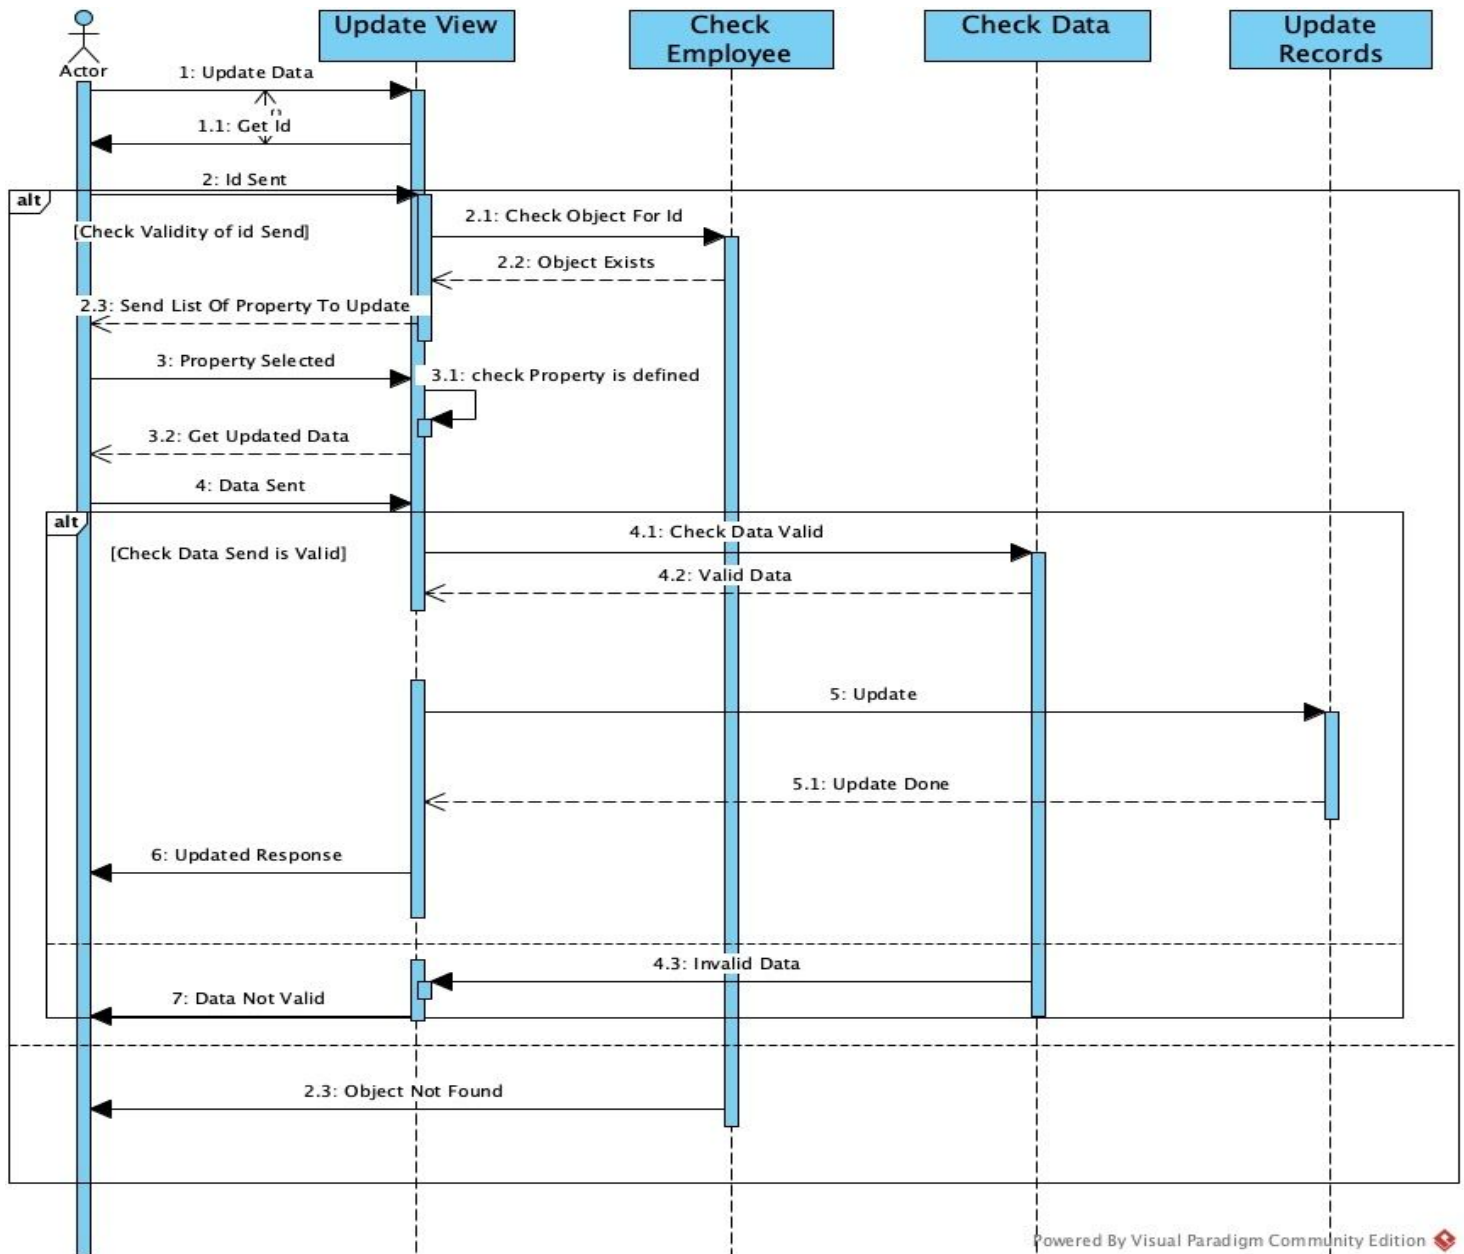 Update View
Check
Employee
Check Data
Update
Records
Actor
1: Update Data
1.1: Get Id
2: Id Sent
alt
[Check Validity of id Send]
2.1: Check Object For Id
2.2: Object Exists
2.3: Send List Of Property To Update
3: Property Selected
3.1: check Property is defined
3.2: Get Updated Data
4: Data Sent
alt
[Check Data Send is Valid]
4.1: Check Data Valid
4.2: Valid Data
5: Update
5.1: Update Done
6: Updated Response
4.3: Invalid Data
7: Data Not Valid
2.3: Object Not Found
Powered By Visual Paradigm Community Edition